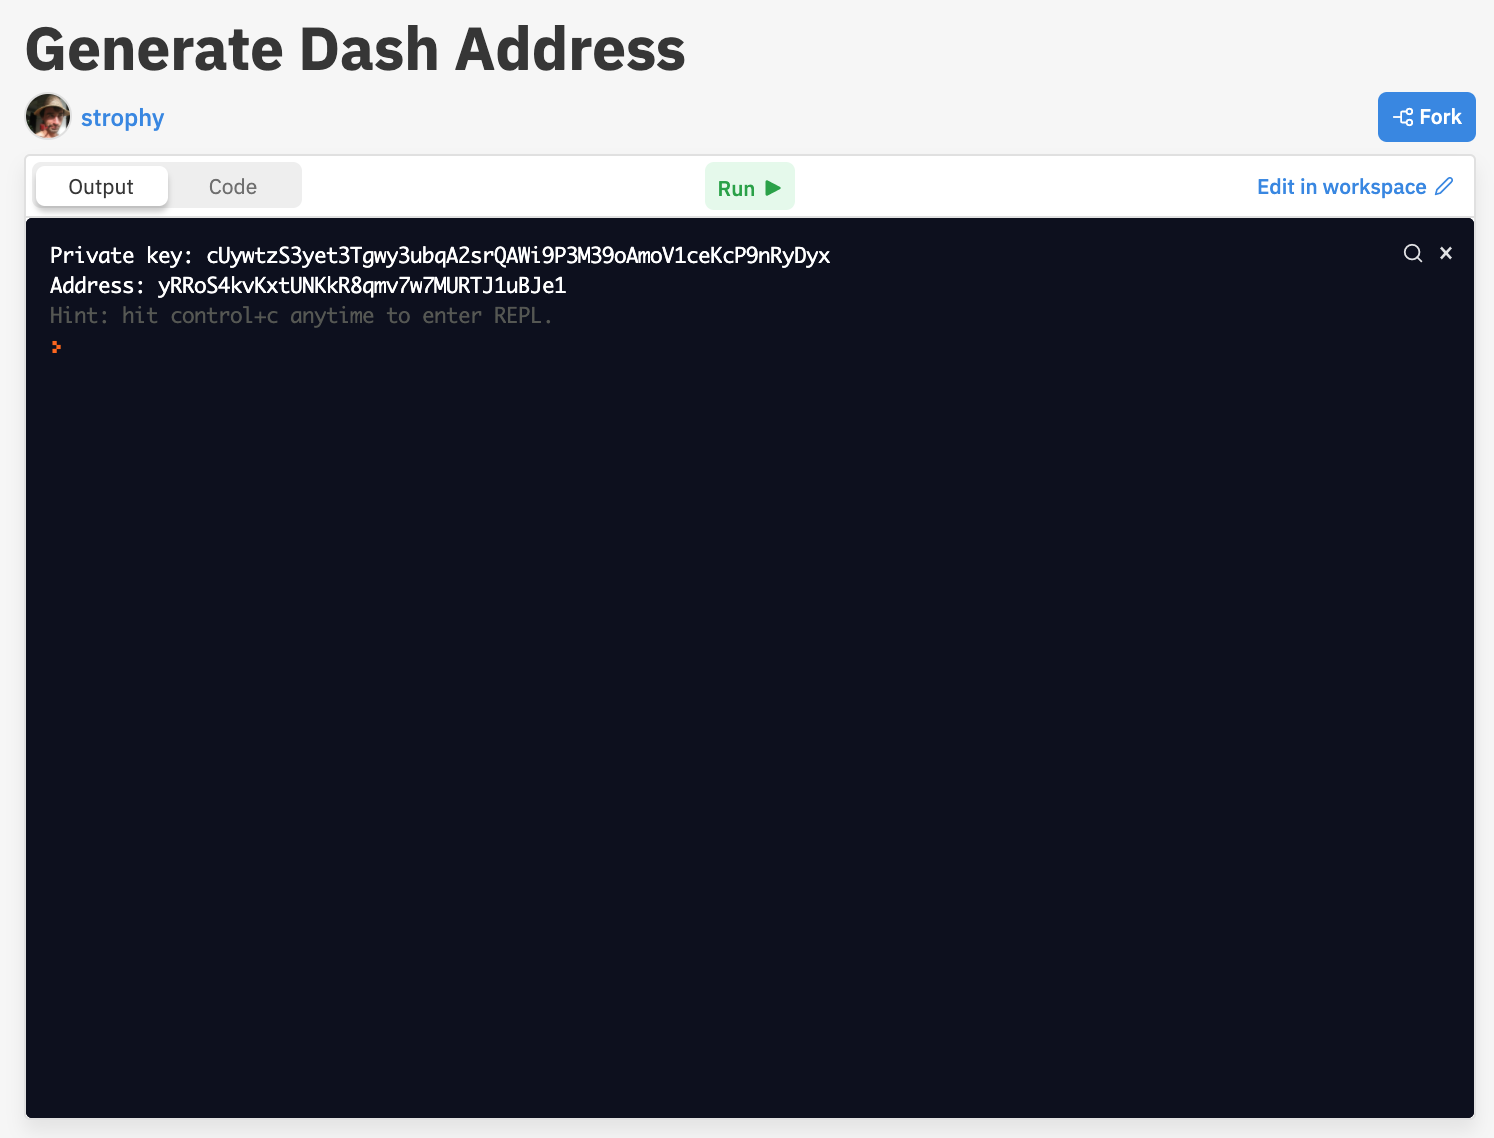 Generate Dash Address
strophy
Fork
Output
Code
Run
Edit in workspace
Private key: cUywtzS3yet3Tgwy3ubqA2srQAWi9P3M39oAmoV1ceKcP9nRyDyx
Address: yRRoS4kvKxtUNKkR8qmv7w7MURTJ1uBJe1
Hint: hit control+c anytime to enter REPL.